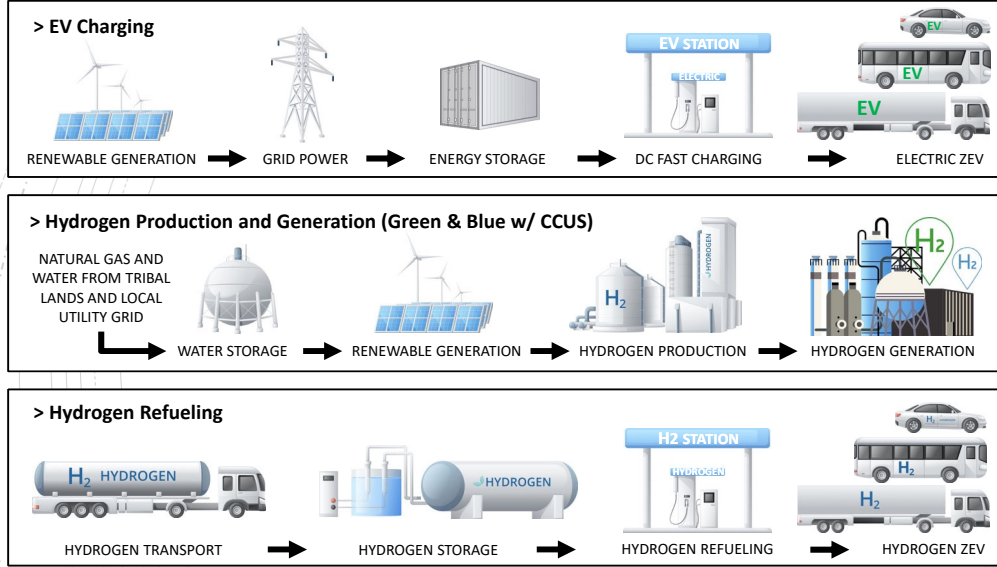 > EV Charging
EV STATION
ELECTRIC
EV
EV
EV
RENEWABLE GENERATION
GRID POWER
ENERGY STORAGE
DC FAST CHARGING
ELECTRIC ZEV
> Hydrogen Production and Generation (Green & Blue w/ CCUS)
NATURAL GAS AND
WATER FROM TRIBAL
LANDS AND LOCAL
UTILITY GRID
H₂
HYDROGEN
H₂
H₂
WATER STORAGE
RENEWABLE GENERATION
HYDROGEN PRODUCTION
HYDROGEN GENERATION
> Hydrogen Refueling
H₂ HYDROGEN
HYDROGEN
H2 STATION
HYDROGEN
H₂
H₂
H₂
HYDROGEN TRANSPORT
HYDROGEN STORAGE
HYDROGEN REFUELING
HYDROGEN ZEV